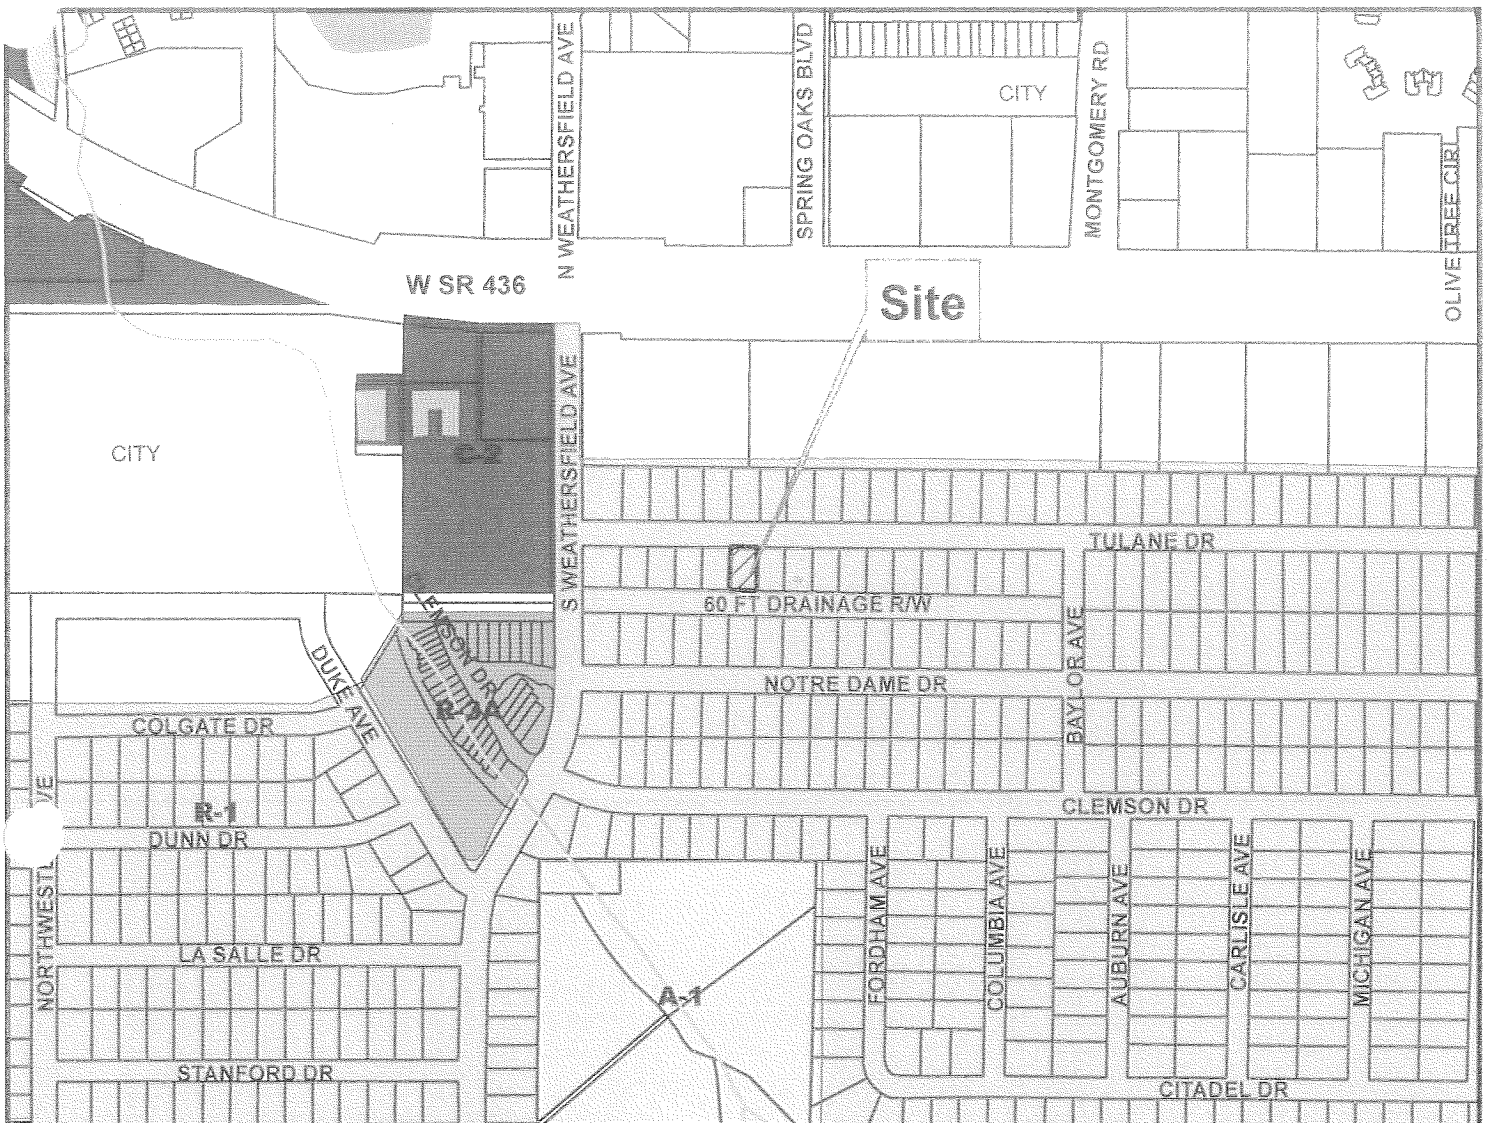 N WEATHERSFIELD AVE
SPRING OAKS BLVD
CITY
MONTGOMERY RD
OLIVE TREE CIRL
W SR 436
Site
S WEATHERSFIELD AVE
CITY
C-2
TULANE DR
60 FT DRAINAGE R/W
CLEMSON DR
BAYLOR AVE
DUKE AVE
NOTRE DAME DR
COLGATE DR
R-1
CLEMSON DR
DUNN DR
FORDHAM AVE
COLUMBIA AVE
AUBURN AVE
CARLISLE AVE
MICHIGAN AVE
LA SALLE DR
A-1
STANFORD DR
CITADEL DR